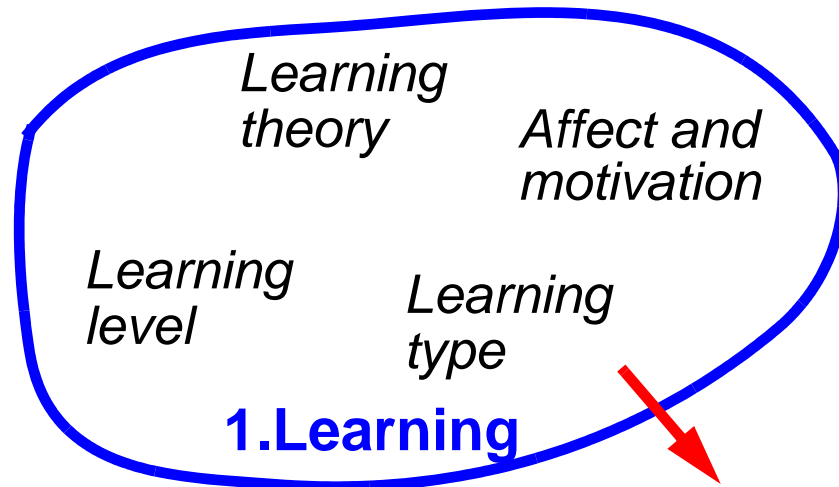 Learning
theory
Affect and
motivation
Learning
level
Learning
type
1.Learning